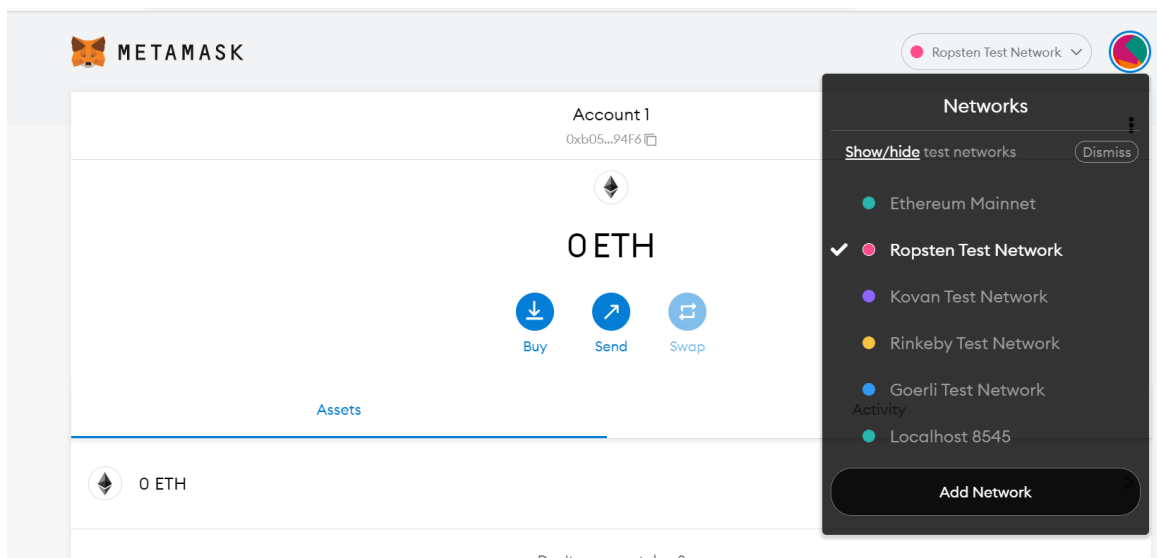 METAMASK
Ropsten Test Network
Account 1
0xb05...94F6
0 ETH
Buy
Send
Swap
Assets
Activity
0 ETH
Networks
Show/hide test networks
Dismiss
Ethereum Mainnet
Ropsten Test Network
Kovan Test Network
Rinkeby Test Network
Goerli Test Network
Localhost 8545
Add Network